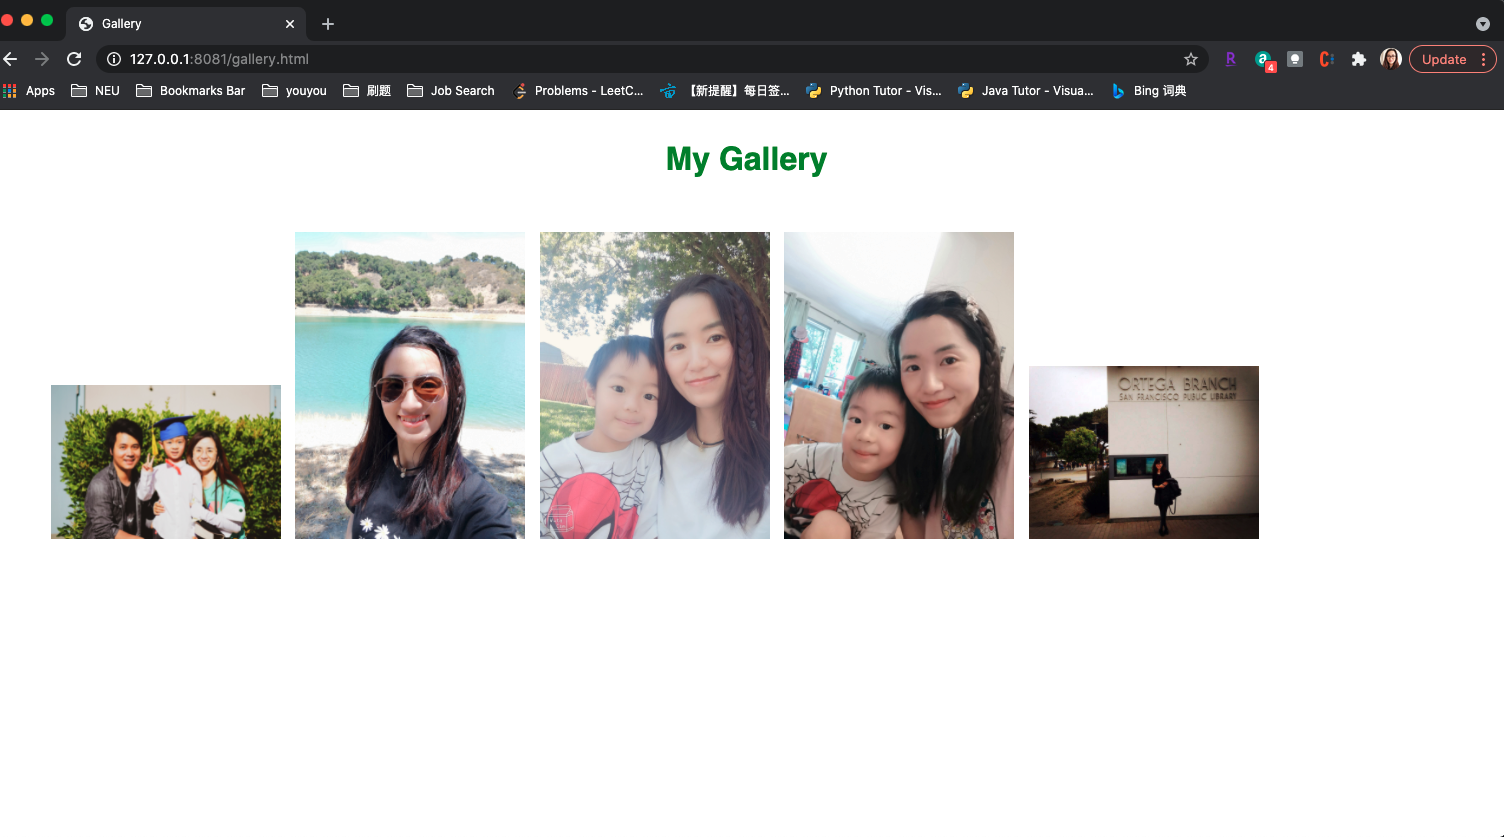 Gallery
127.0.0.1:8081/gallery.html
R
a
4
C
Update
Apps
NEU
Bookmarks Bar
youyou
刷题
Job Search
Problems - LeetC...
【新提醒】每日签...
Python Tutor - Vis...
Java Tutor - Visua...
Bing 词典
My Gallery
ORTEGA BRANCH
SAN FRANCISCO PUBLIC LIBRARY